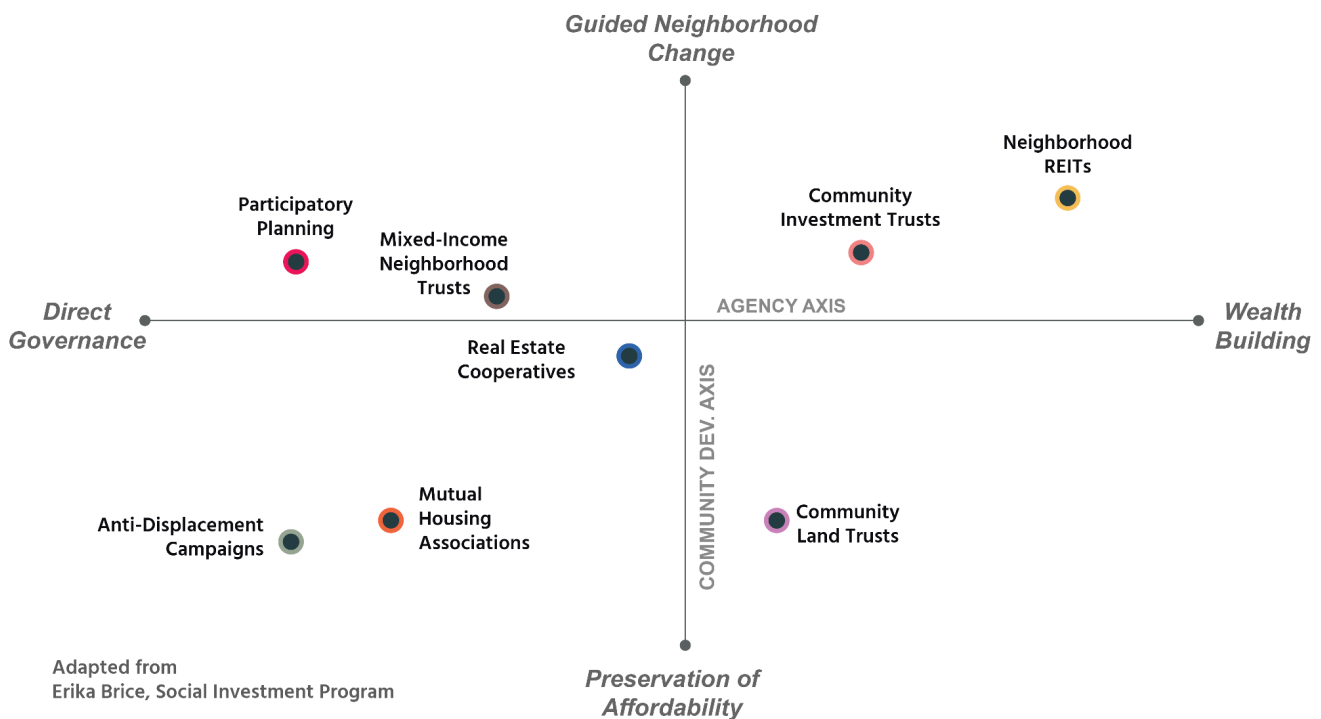 Guided Neighborhood
Change
Neighborhood
REITs
Community
Investment Trusts
Participatory
Planning
Mixed-Income
Neighborhood
Trusts
Direct
Governance
AGENCY AXIS
Wealth
Building
Real Estate
Cooperatives
COMMUNITY DEV. AXIS
Mutual
Housing
Associations
Anti-Displacement
Campaigns
Community
Land Trusts
Adapted from
Erika Brice, Social Investment Program
Preservation of
Affordability